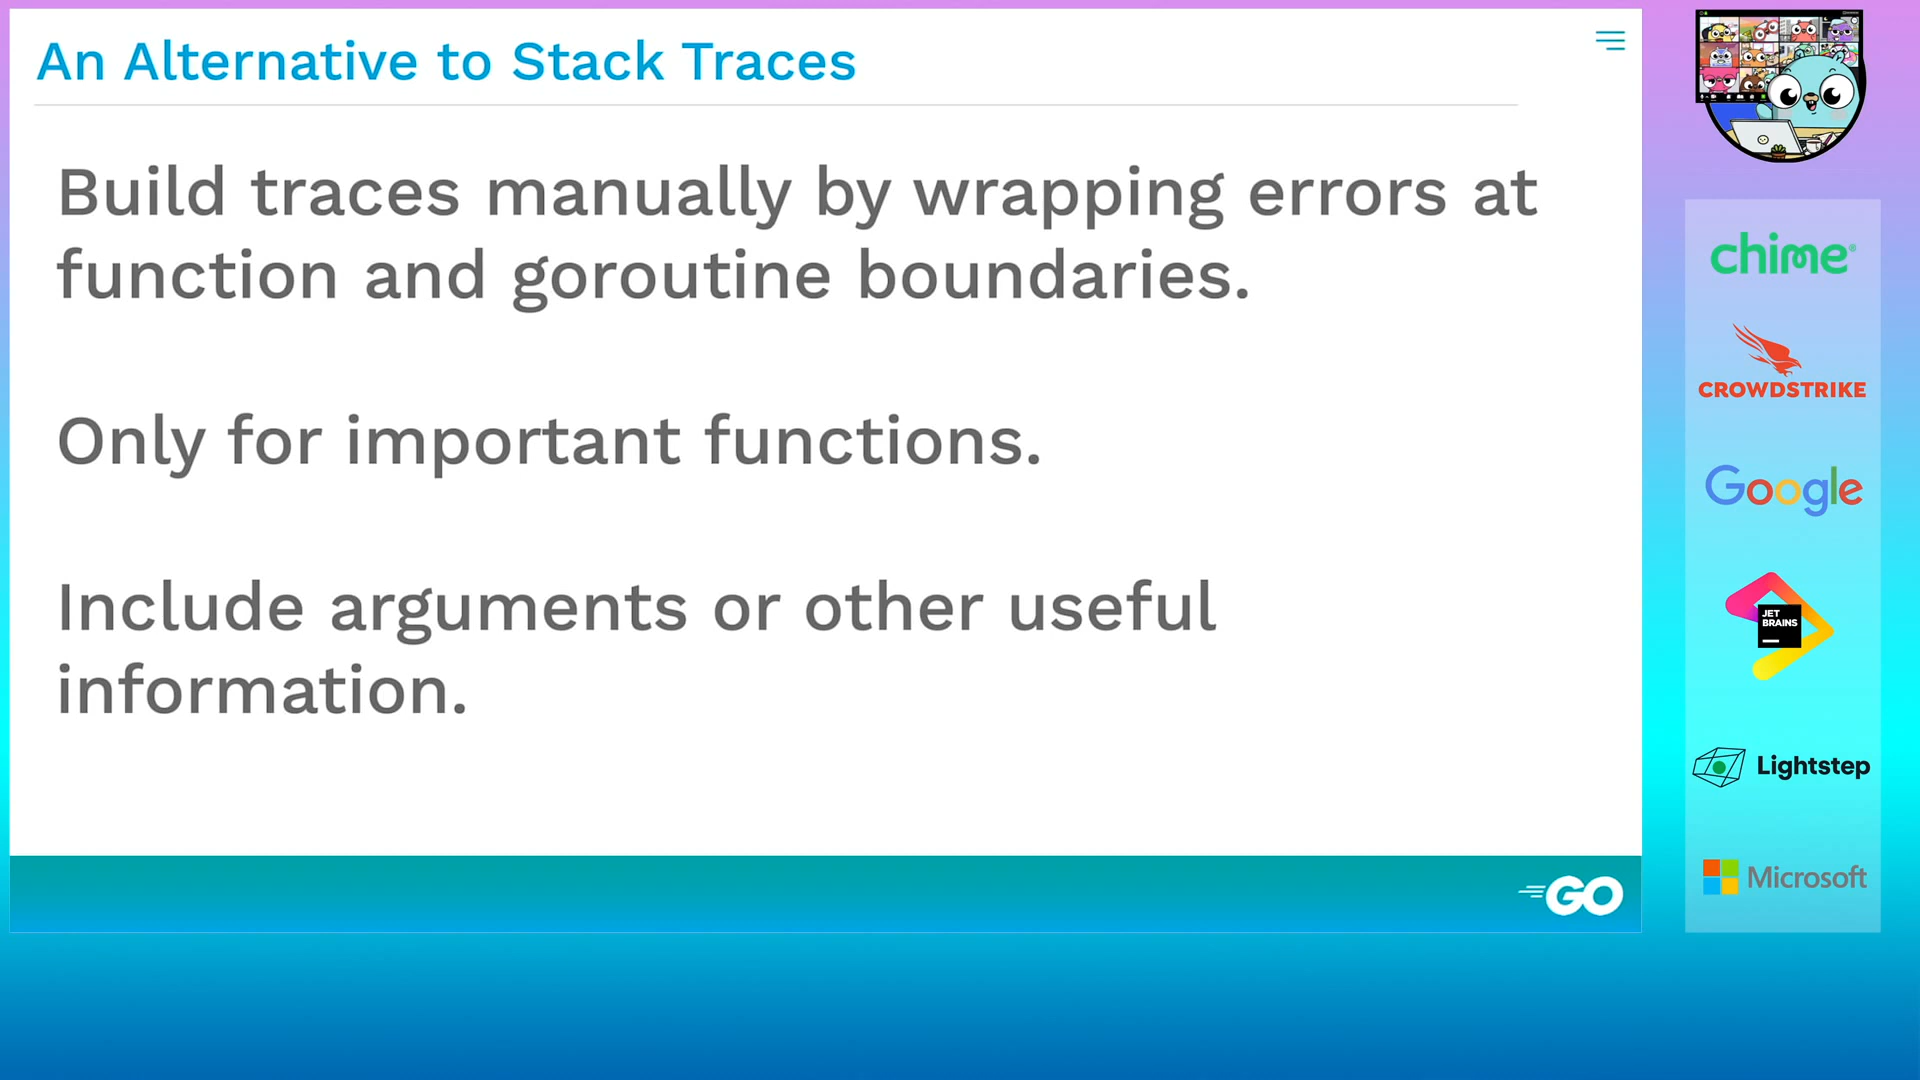 An Alternative to Stack Traces
Build traces manually by wrapping errors at
function and goroutine boundaries.
Only for important functions.
Include arguments or other useful
information.
GO
chime®
CROWDSTRIKE
Google
JET
BRAINS
Lightstep
Microsoft